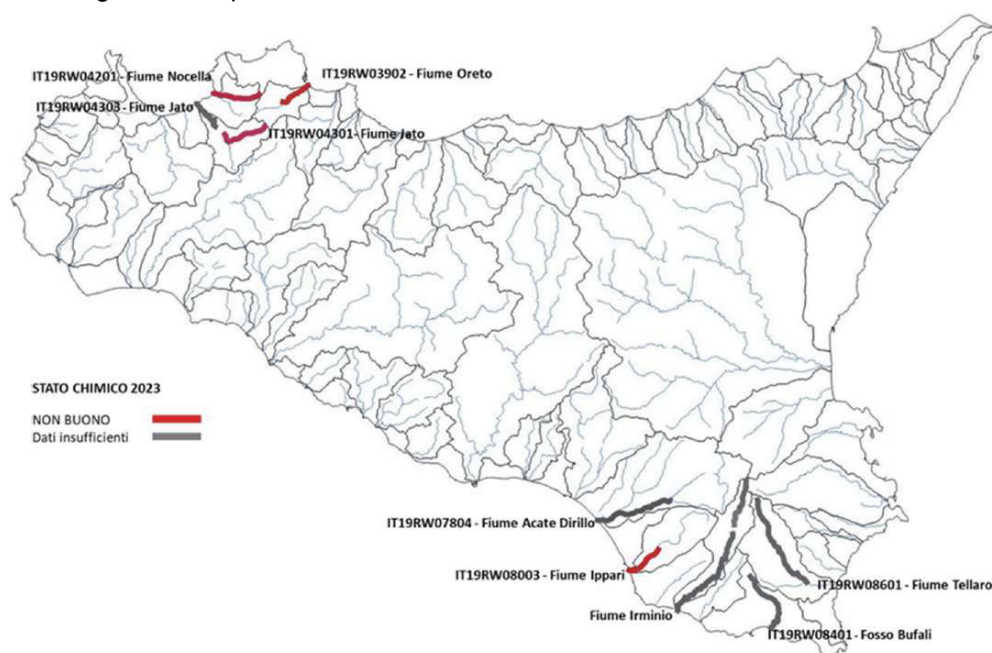 IT19RW04201 - Fiume Nocella
IT19RW03902 - Fiume Oreto
IT19RW04303 - Fiume Jato
IT19RW04301- Fiume Jato
STATO CHIMICO 2023
NON BUONO
Dati insufficienti
IT19RW07804 - Fiume Acate Dirillo
IT19RW08003 - Fiume Ippari
IT19RW08601 - Fiume Tellaro
Fiume Irminio
IT19RW08401 - Fosso Bufali